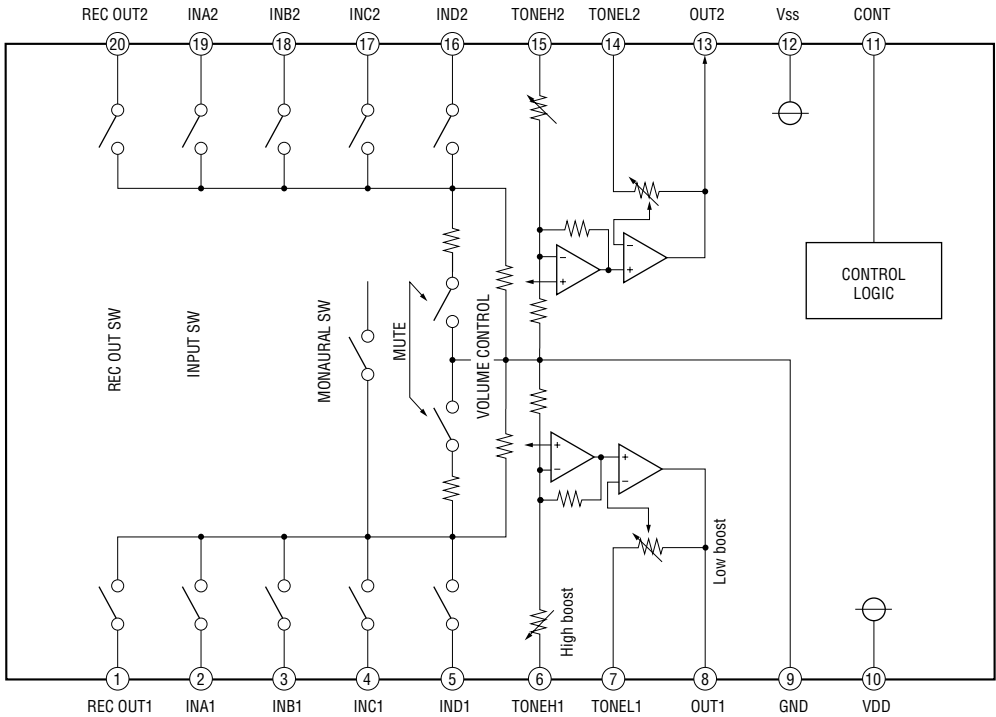 REC OUT2 INA2 INB2 INC2 IND2 TONEH2 TONEL2 OUT2 Vss CONT
20 19 18 17 16 15 14 13 12 11
− +
− +
CONTROL
LOGIC
REC OUT SW
INPUT SW
MONAURAL SW
MUTE
VOLUME CONTROL
+ −
+ −
Low boost
High boost
1 2 3 4 5 6 7 8 9 10
REC OUT1 INA1 INB1 INC1 IND1 TONEH1 TONEL1 OUT1 GND VDD